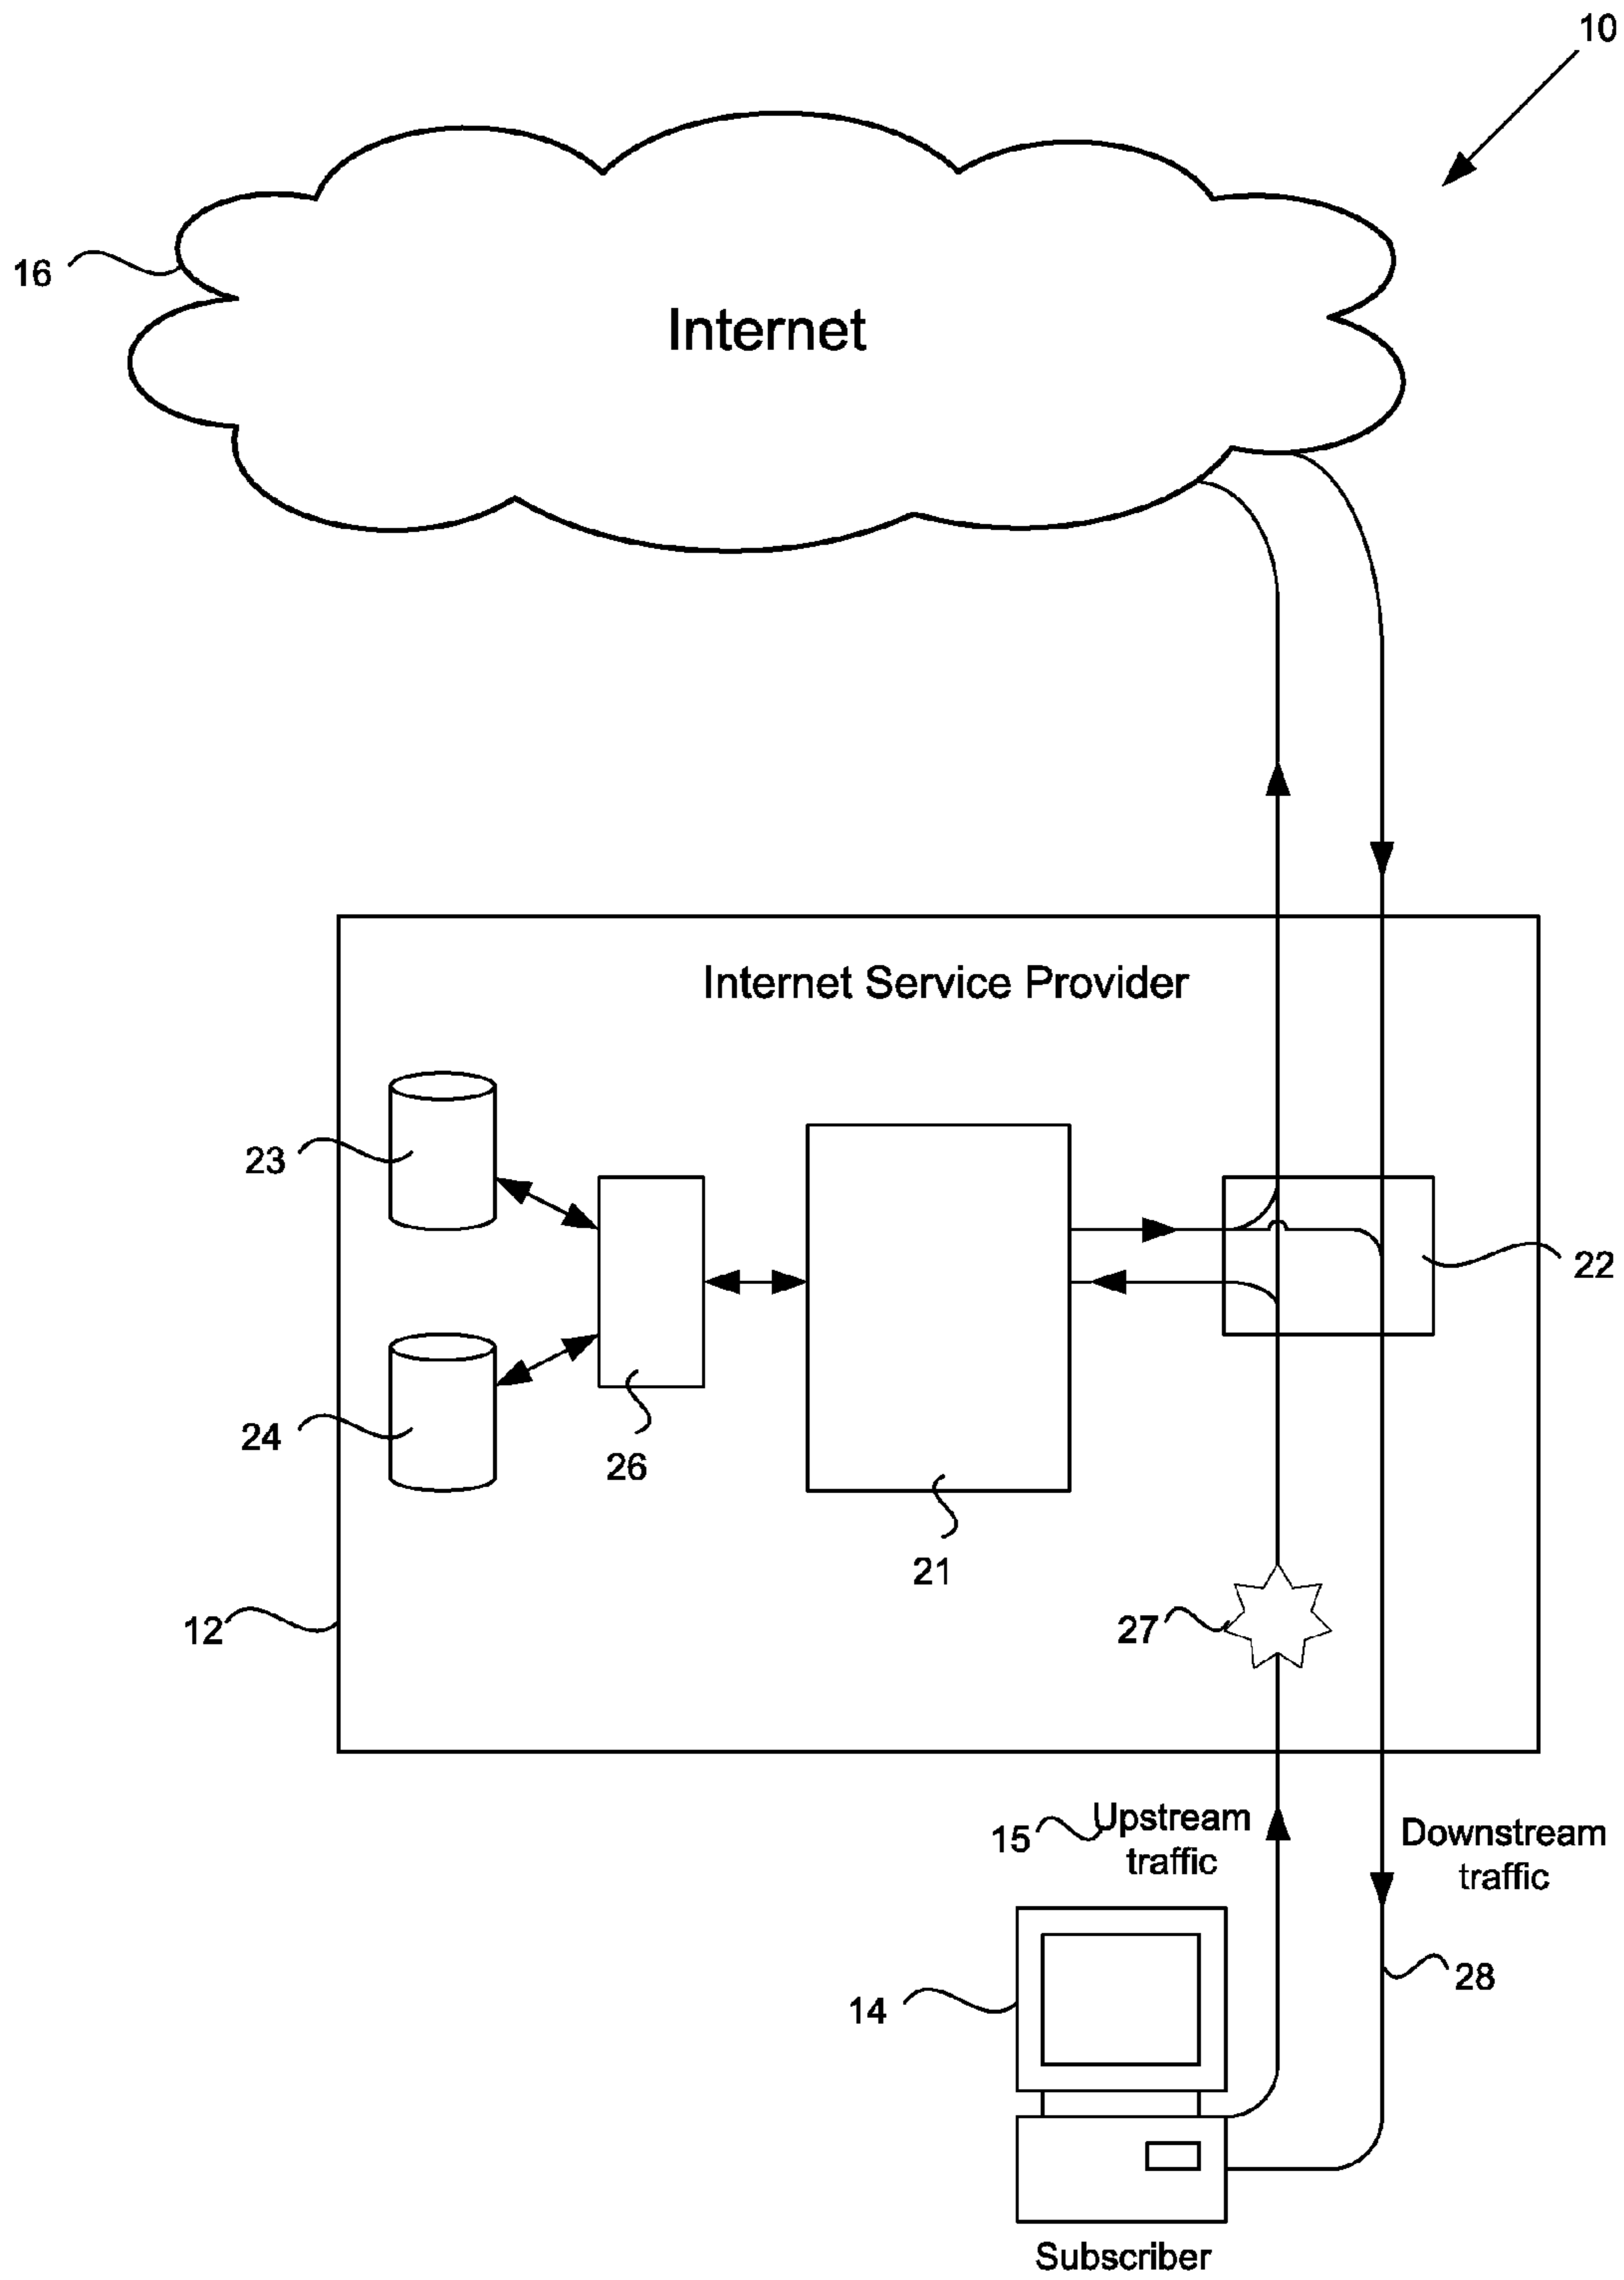 10
16
Internet
Internet Service Provider
23
22
24
26
21
12
27
15
Upstream
traffic
Downstream
traffic
14
28
Subscriber